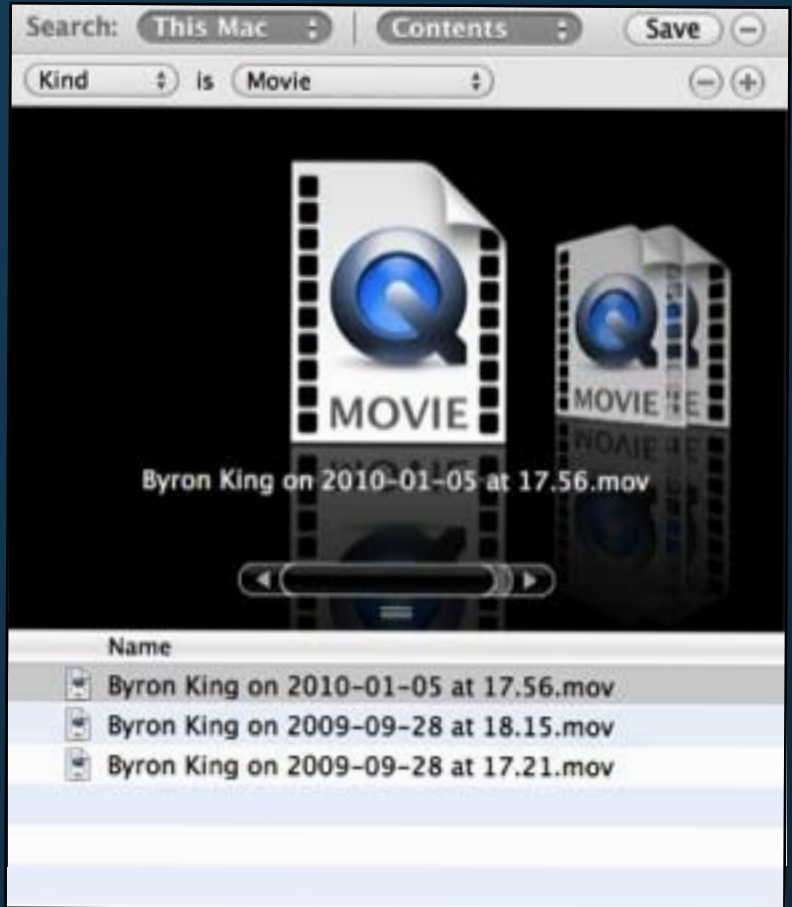 Search: This Mac Contents Save
Kind is Movie
MOVIE MOVIE E
Byron King on 2010-01-05 at 17.56.mov
Name
Byron King on 2010-01-05 at 17.56.mov
Byron King on 2009-09-28 at 18.15.mov
Byron King on 2009-09-28 at 17.21.mov